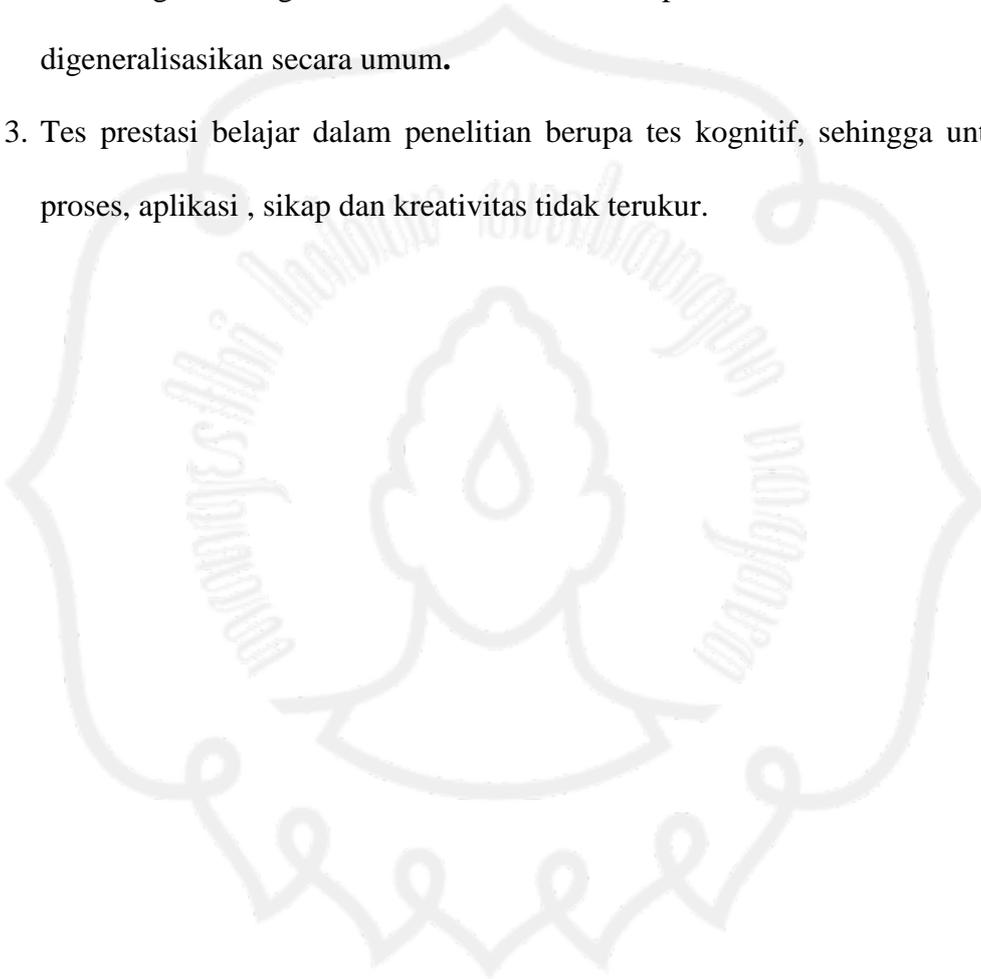 digeneralisasikan secara umum.
3. Tes prestasi belajar dalam penelitian berupa tes kognitif, sehingga
proses, aplikasi , sikap dan kreativitas tidak terukur.